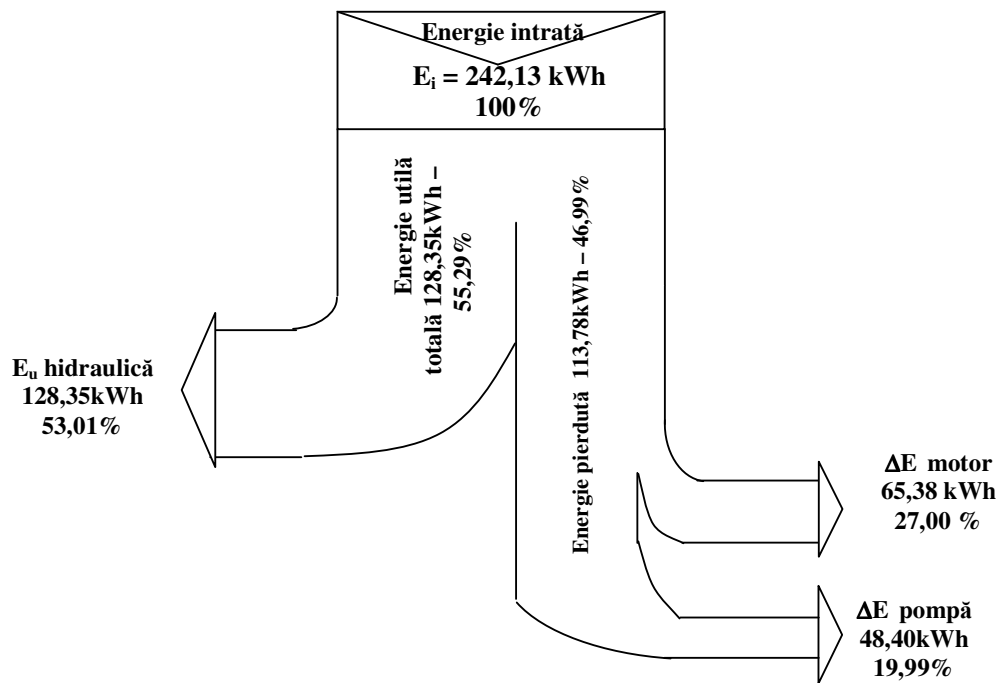 Energie intrată
Ei = 242,13 kWh
100%
Energie utilă
totală 128,35kWh –
55,29%
Energie pierdută 113,78kWh – 46,99%
Eu hidraulică
128,35kWh
53,01%
ΔE motor
65,38 kWh
27,00 %
ΔE pompă
48,40kWh
19,99%